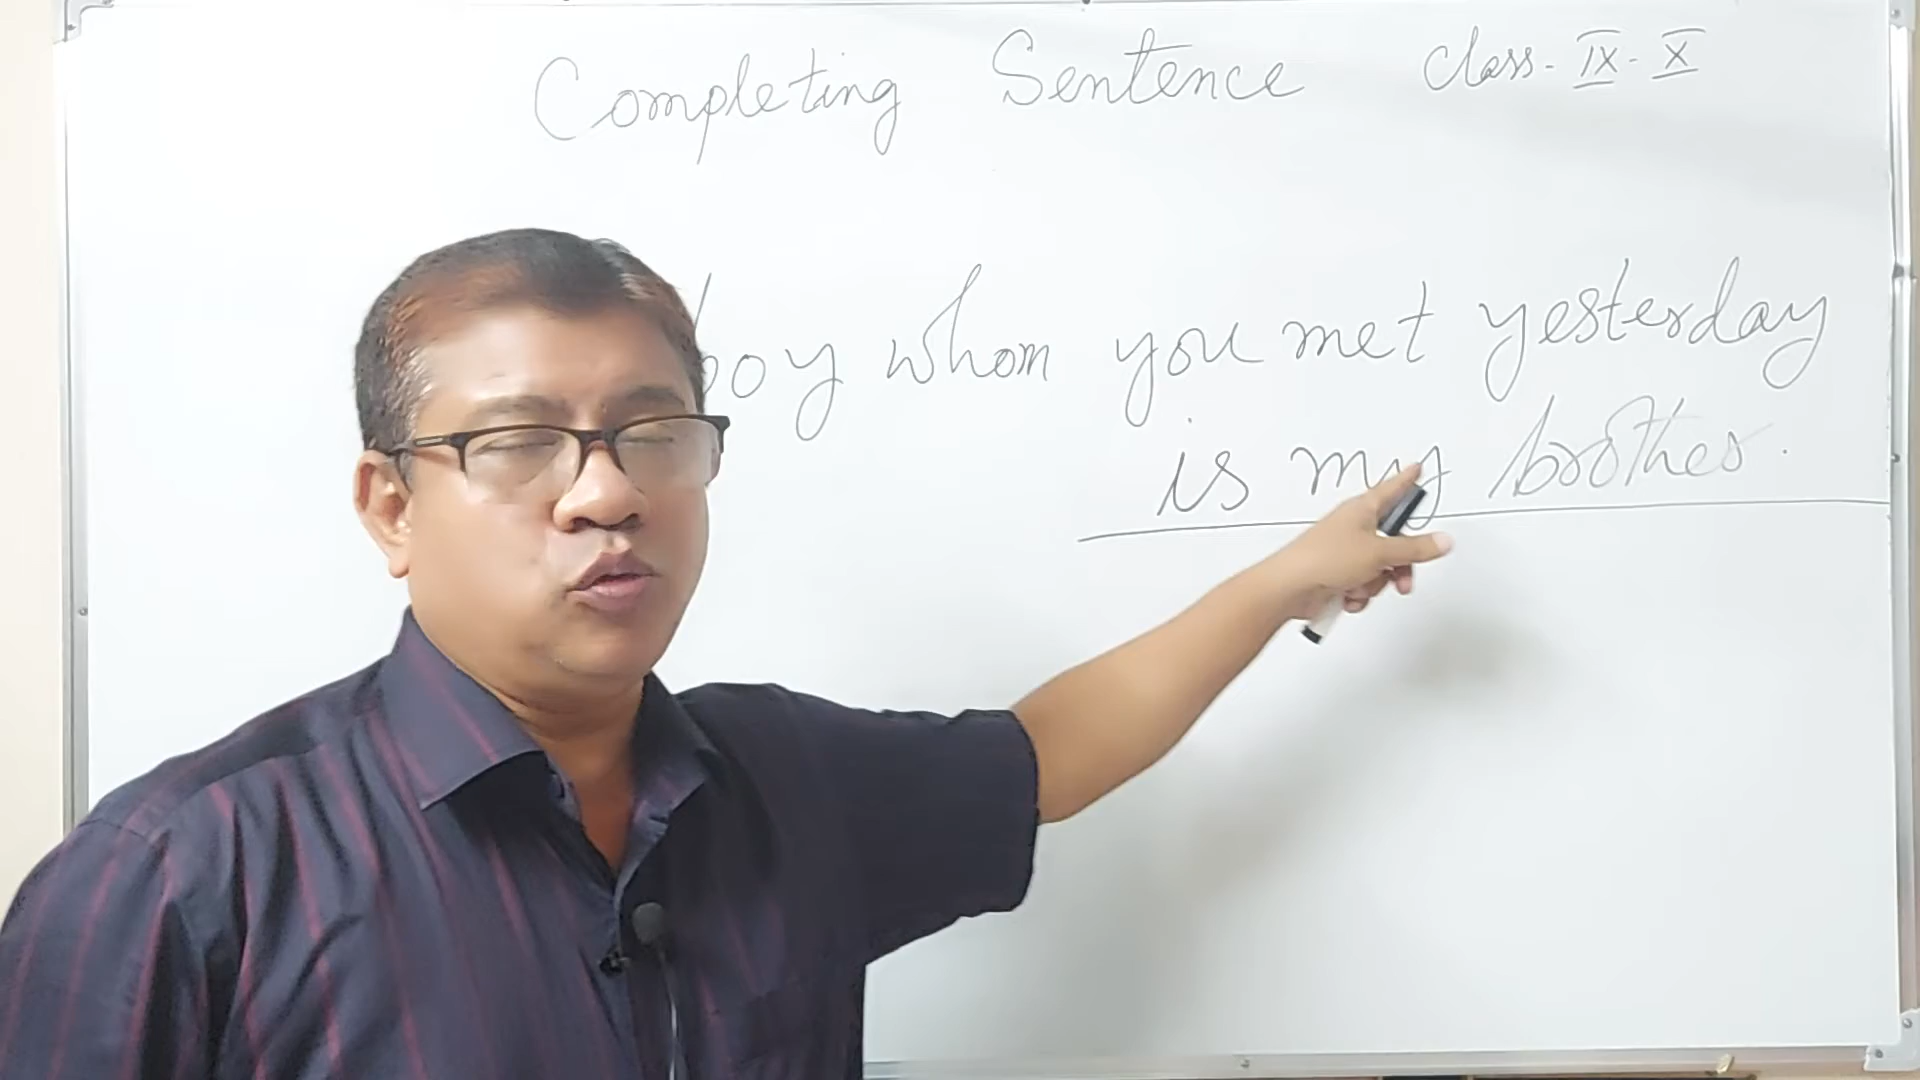 Completing Sentence Class- IX - X
boy whom you met yesterday
is my brother.